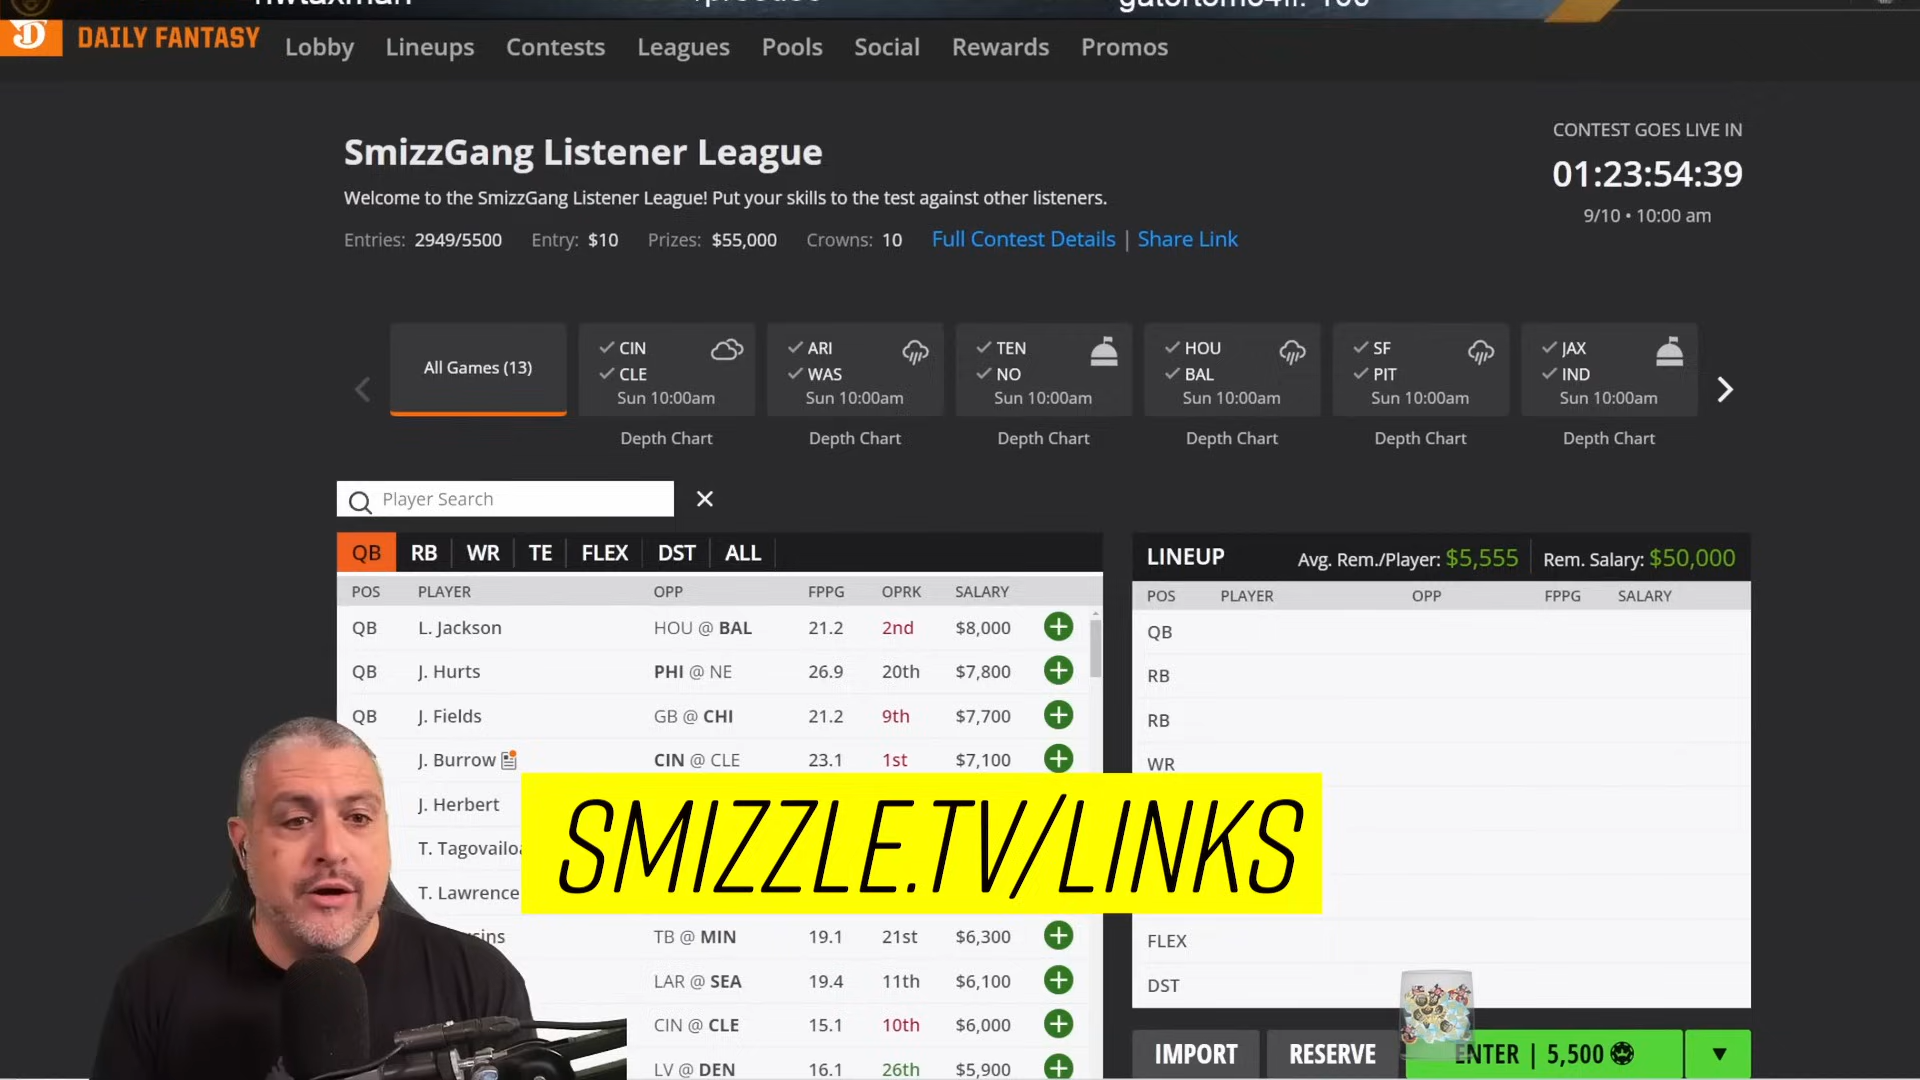 DAILY FANTASY
Lobby Lineups Contests Leagues Pools Social Rewards Promos
SmizzGang Listener League
Welcome to the SmizzGang Listener League! Put your skills to the test against other listeners.
Entries: 2949/5500 Entry: $10 Prizes: $55,000 Crowns: 10 Full Contest Details | Share Link
CONTEST GOES LIVE IN
01:23:54:39
9/10 • 10:00 am
All Games (13)
CIN
CLE
Sun 10:00am
Depth Chart
ARI
WAS
Sun 10:00am
Depth Chart
TEN
NO
Sun 10:00am
Depth Chart
HOU
BAL
Sun 10:00am
Depth Chart
SF
PIT
Sun 10:00am
Depth Chart
JAX
IND
Sun 10:00am
Depth Chart
Player Search
QB RB WR TE FLEX DST ALL
POS PLAYER OPP FPPG OPRK SALARY
QB L. Jackson HOU @ BAL 21.2 2nd $8,000
QB J. Hurts PHI @ NE 26.9 20th $7,800
QB J. Fields GB @ CHI 21.2 9th $7,700
J. Burrow CIN @ CLE 23.1 1st $7,100
J. Herbert
T. Tagovailoa
T. Lawrence
TB @ MIN 19.1 21st $6,300
LAR @ SEA 19.4 11th $6,100
CIN @ CLE 15.1 10th $6,000
LV @ DEN 16.1 26th $5,900
SMIZZLE.TV/LINKS
LINEUP Avg. Rem./Player: $5,555 Rem. Salary: $50,000
POS PLAYER OPP FPPG SALARY
QB
RB
RB
WR
FLEX
DST
IMPORT RESERVE ENTER | 5,500